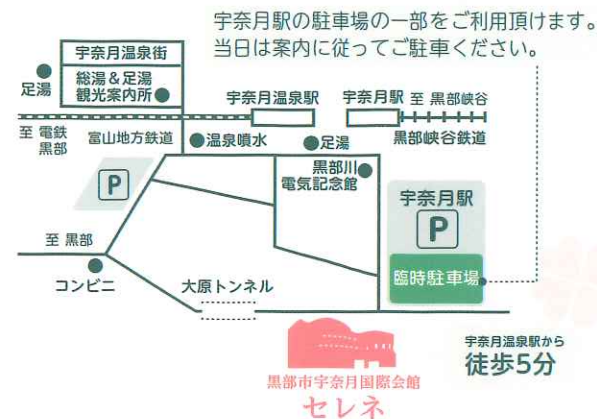 宇奈月駅の駐車場の一部をご利用頂けます。
当日は案内に従ってご駐車ください。
宇奈月温泉街
足湯
総湯&足湯
観光案内所
宇奈月温泉駅
宇奈月駅
至 黒部峡谷
至 電鉄
黒部
富山地方鉄道
温泉噴水
足湯
黒部峡谷鉄道
黒部川
電気記念館
P
宇奈月駅
P
臨時駐車場
至 黒部
コンビニ
大原トンネル
宇奈月温泉駅から
徒歩5分
黒部市宇奈月国際会館
セレネ